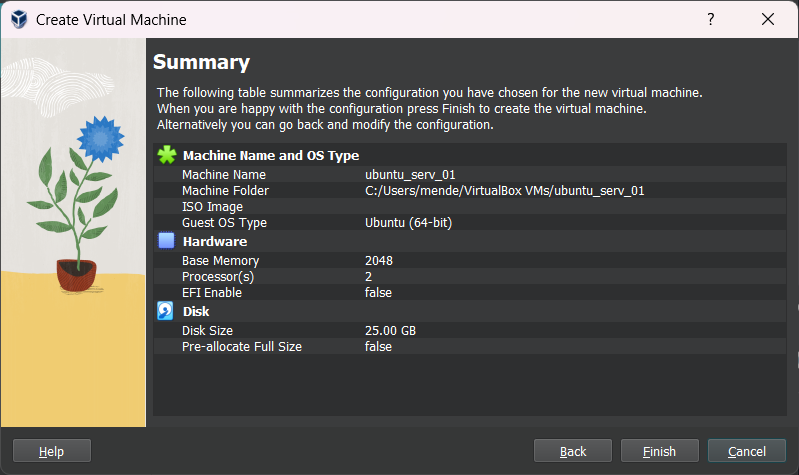 Create Virtual Machine
?
Summary
The following table summarizes the configuration you have chosen for the new virtual machine.
When you are happy with the configuration press Finish to create the virtual machine.
Alternatively you can go back and modify the configuration.
Machine Name and OS Type
Machine Name ubuntu_serv_01
Machine Folder C:/Users/mende/VirtualBox VMs/ubuntu_serv_01
ISO Image
Guest OS Type Ubuntu (64-bit)
Hardware
Base Memory 2048
Processor(s) 2
EFI Enable false
Disk
Disk Size 25.00 GB
Pre-allocate Full Size false
Help Back Finish Cancel